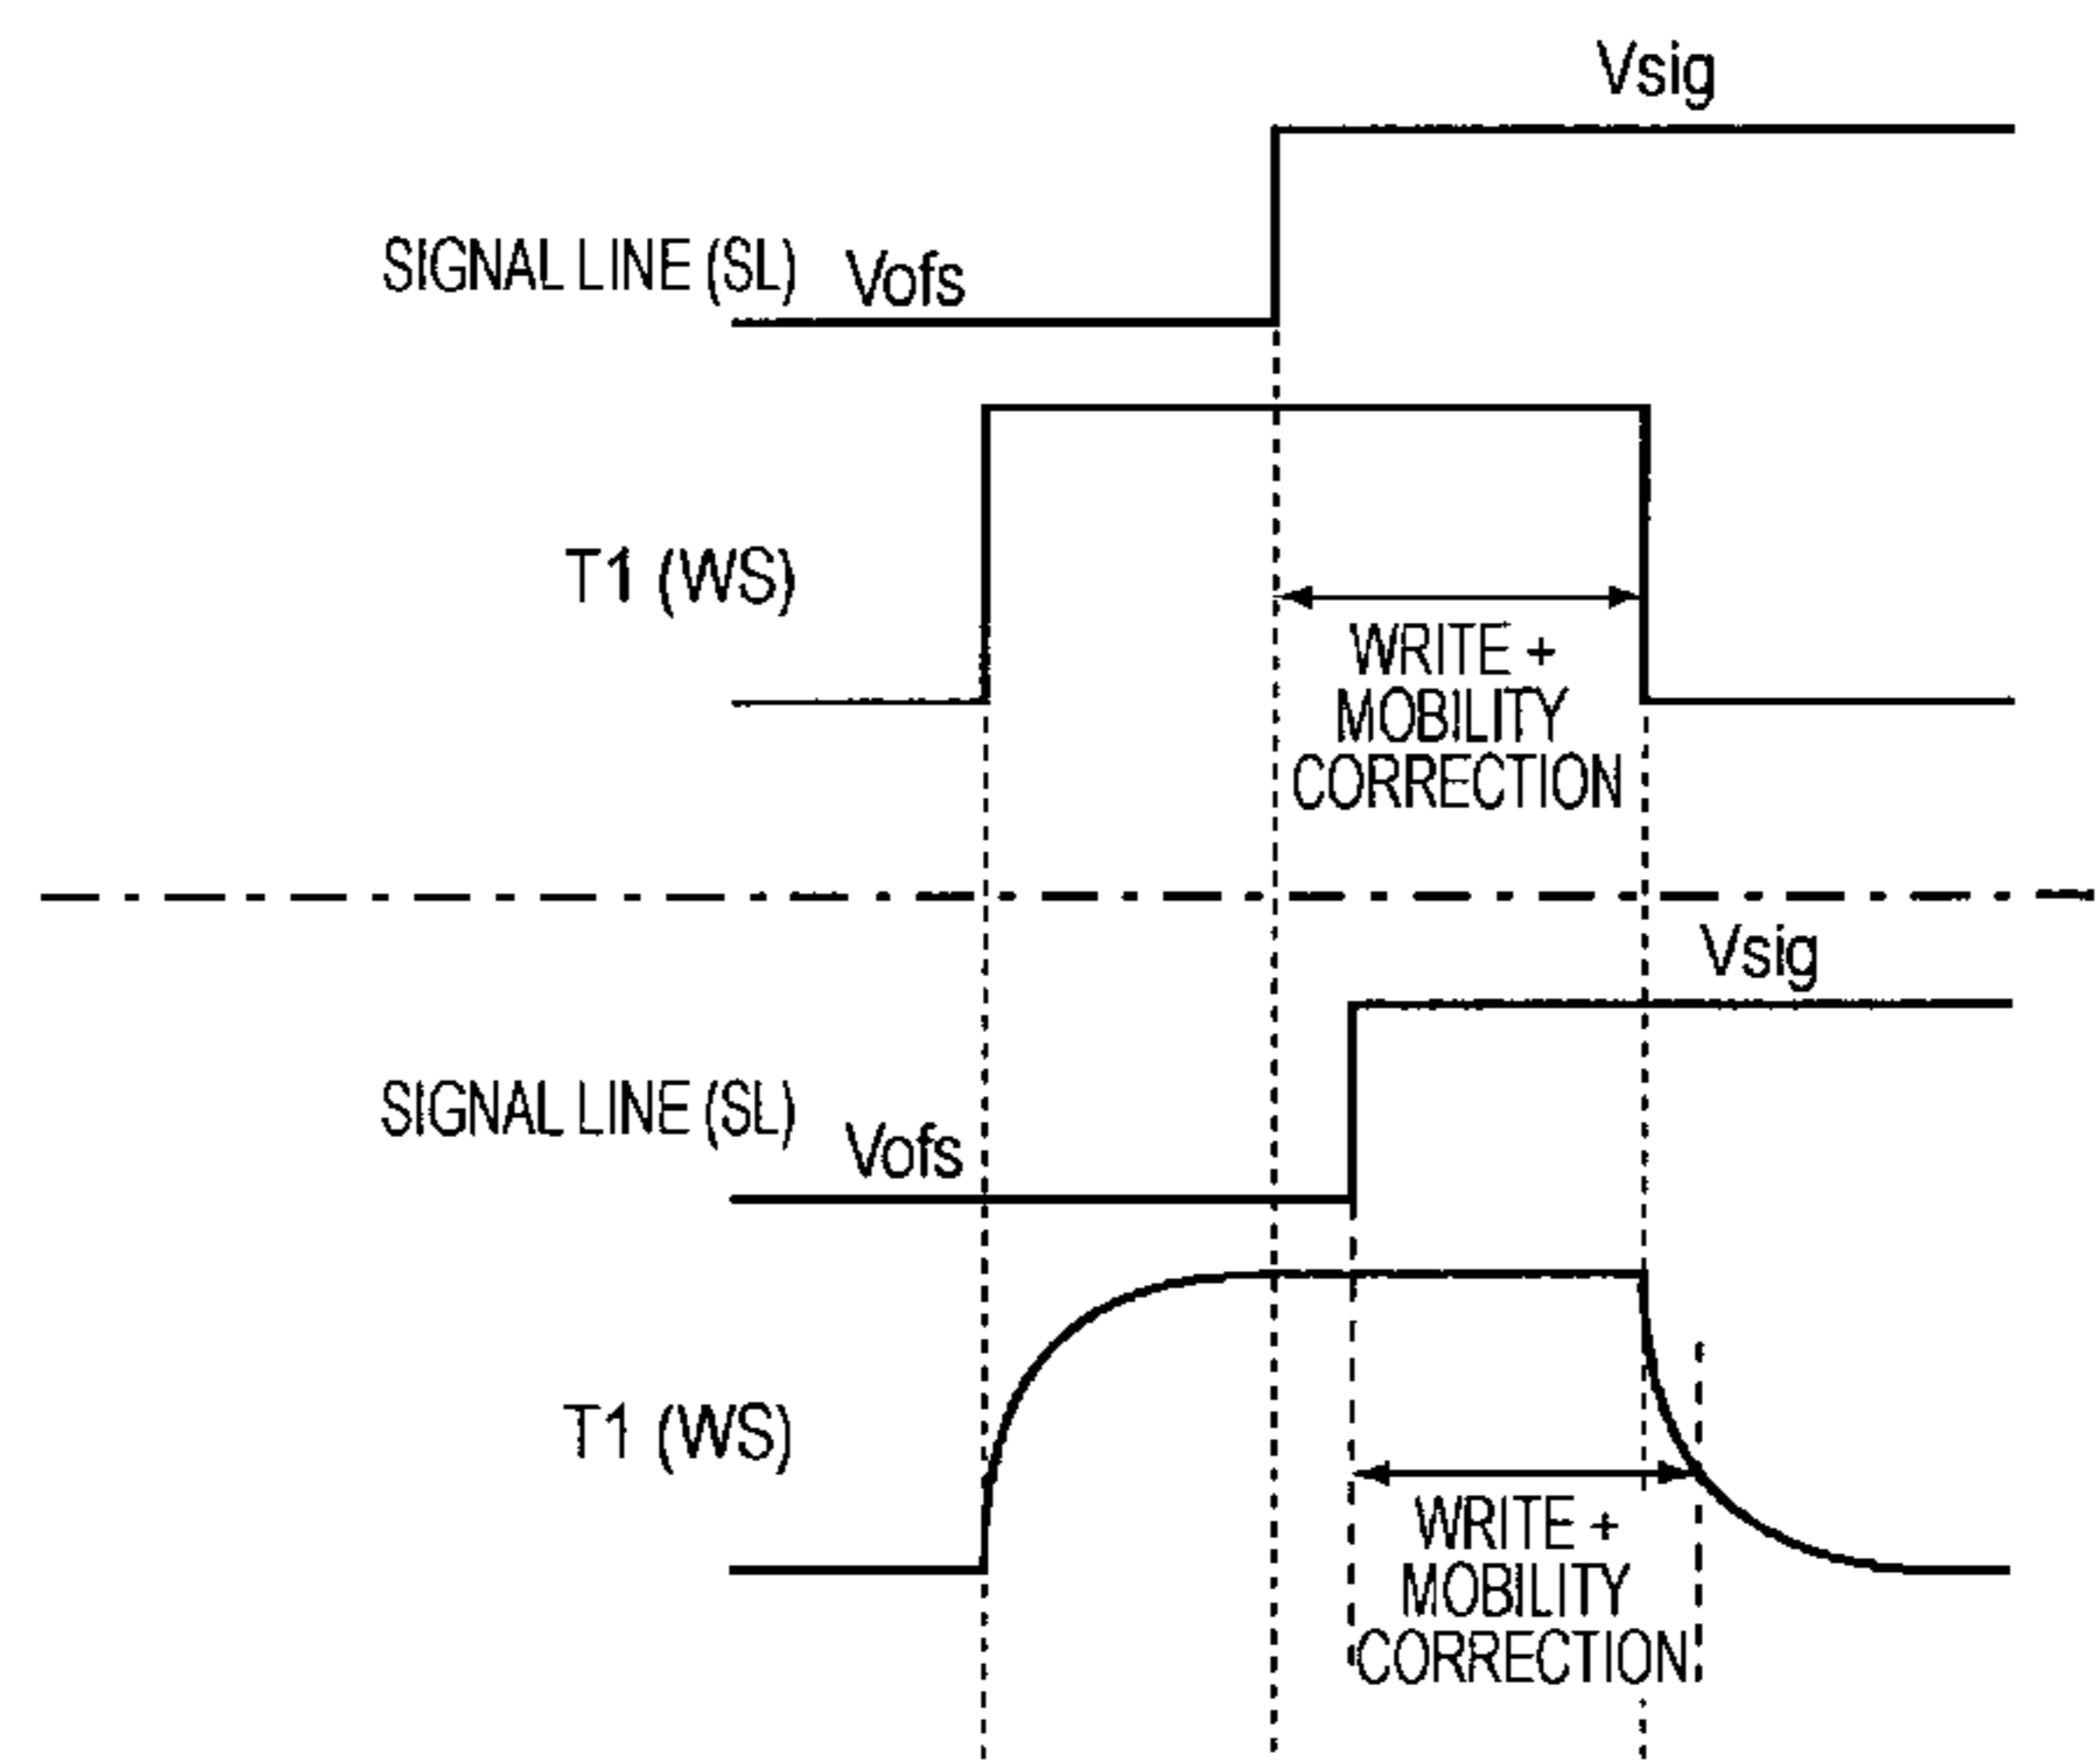 Vsig
SIGNAL LINE (SL)
Vofs
T1 (WS)
WRITE +
MOBILITY
CORRECTION
Vsig
SIGNAL LINE (SL)
Vofs
T1 (WS)
WRITE +
MOBILITY
CORRECTION